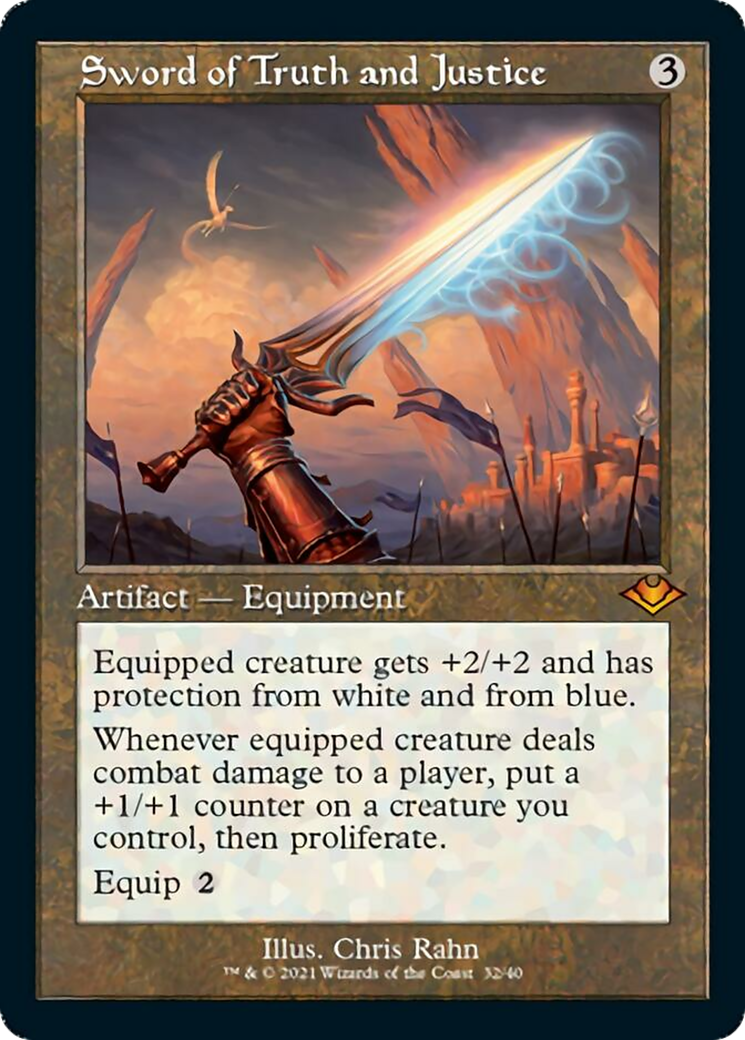 Sword of Truth and Justice 3
Artifact — Equipment
Equipped creature gets +2/+2 and has
protection from white and from blue.
Whenever equipped creature deals
combat damage to a player, put a
+1/+1 counter on a creature you
control, then proliferate.
Equip 2
Illus. Chris Rahn
™ & © 2021 Wizards of the Coast 32/40